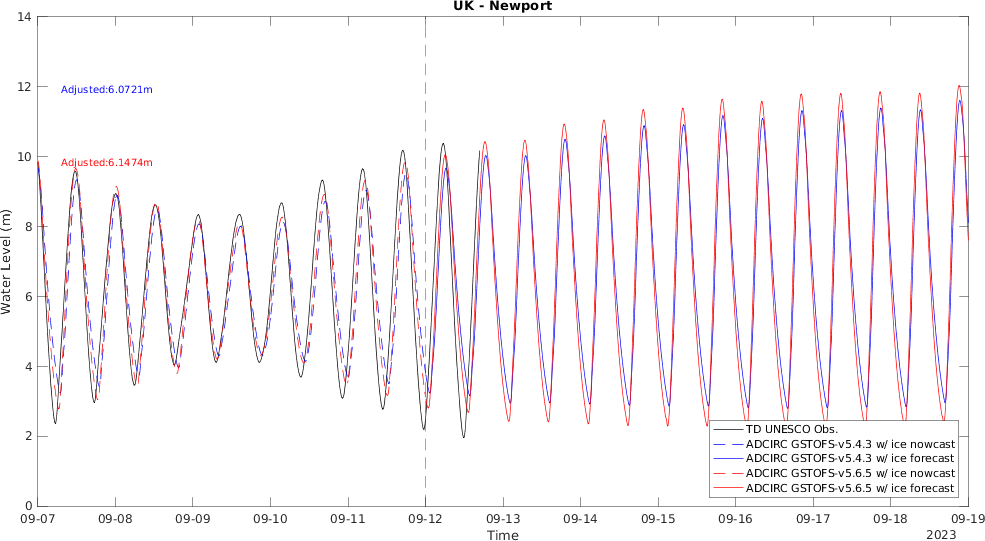 UK - Newport
14
12
10
8
6
4
2
0
Water Level (m)
Adjusted:6.0721m
Adjusted:6.1474m
TD UNESCO Obs.
ADCIRC GSTOFS-v5.4.3 w/ ice nowcast
ADCIRC GSTOFS-v5.4.3 w/ ice forecast
ADCIRC GSTOFS-v5.6.5 w/ ice nowcast
ADCIRC GSTOFS-v5.6.5 w/ ice forecast
09-07 09-08 09-09 09-10 09-11 09-12 09-13 09-14 09-15 09-16 09-17 09-18 09-19
Time
2023